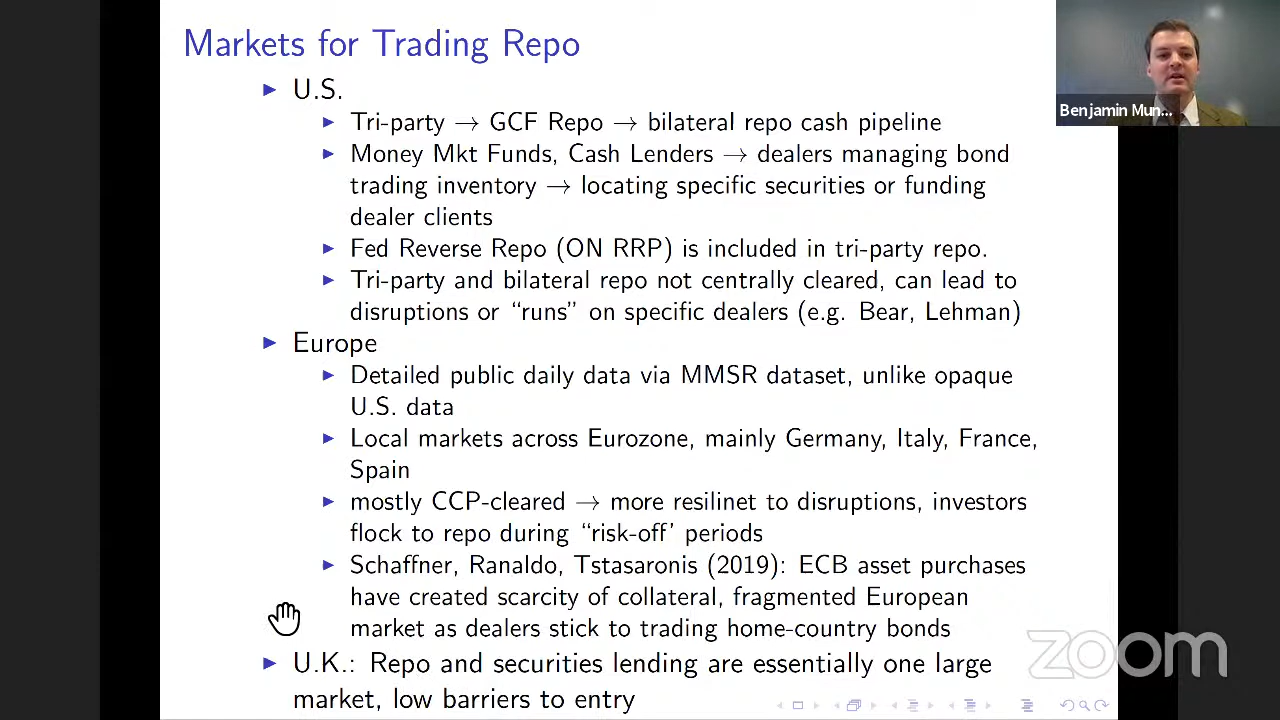 Markets for Trading Repo
Benjamin Mun...
▶ U.S.
▶ Tri-party → GCF Repo → bilateral repo cash pipeline
▶ Money Mkt Funds, Cash Lenders → dealers managing bond
trading inventory → locating specific securities or funding
dealer clients
▶ Fed Reverse Repo (ON RRP) is included in tri-party repo.
▶ Tri-party and bilateral repo not centrally cleared, can lead to
disruptions or “runs” on specific dealers (e.g. Bear, Lehman)
▶ Europe
▶ Detailed public daily data via MMSR dataset, unlike opaque
U.S. data
▶ Local markets across Eurozone, mainly Germany, Italy, France,
Spain
▶ mostly CCP-cleared → more resilinet to disruptions, investors
flock to repo during “risk-off’ periods
▶ Schaffner, Ranaldo, Tstasaronis (2019): ECB asset purchases
have created scarcity of collateral, fragmented European
market as dealers stick to trading home-country bonds
▶ U.K.: Repo and securities lending are essentially one large
market, low barriers to entry
zoom